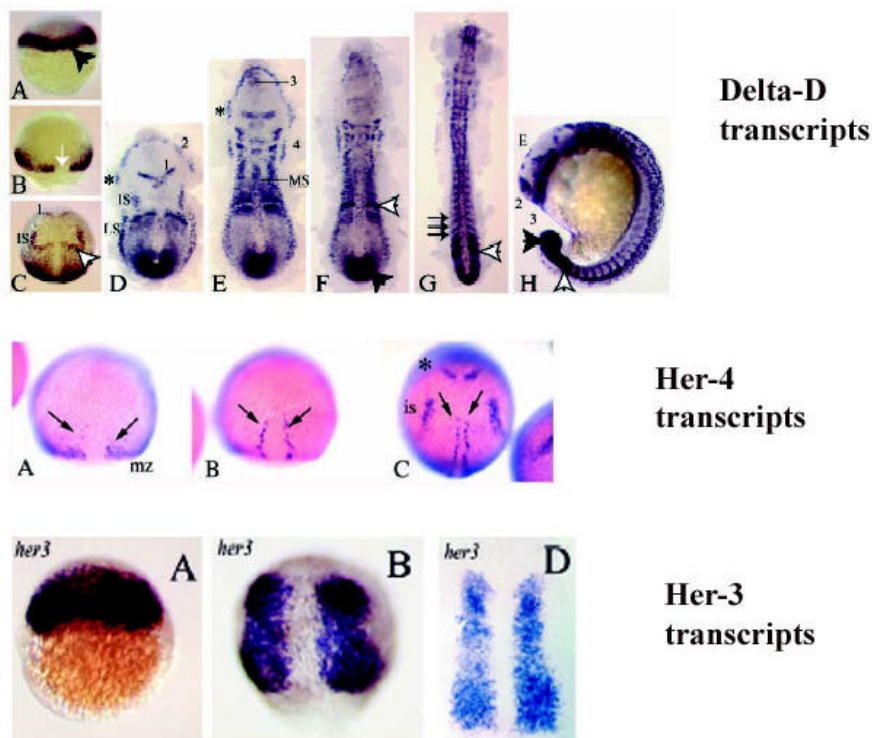 Delta-D
transcripts
A
B
1
IS
C
*
2
1
IS
LS
D
3
*
4
MS
E
F
G
E
2
3
H
Her-4
transcripts
A
mz
B
*
is
C
her3
A
her3
B
her3
D
Her-3
transcripts